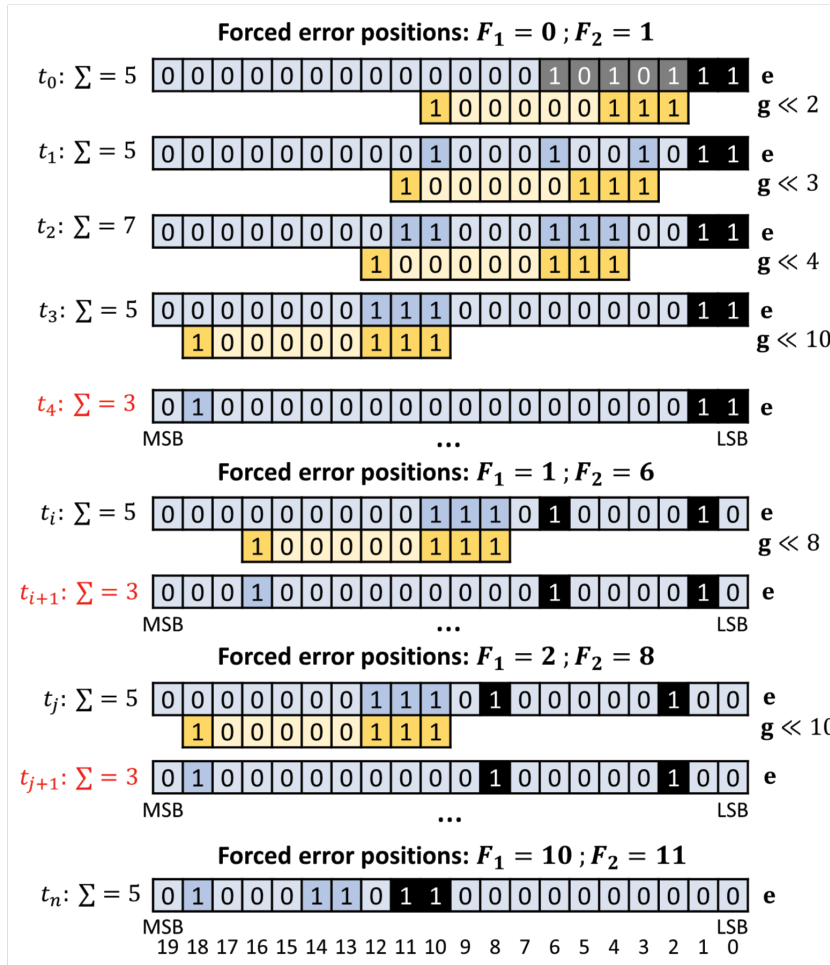 Forced error positions: F₁ = 0 ; F₂ = 1
t₀: Σ = 5 0 0 0 0 0 0 0 0 0 0 0 0 0 1 0 1 0 1 1 1 e
1 0 0 0 0 0 1 1 1 g ≪ 2
t₁: Σ = 5 0 0 0 0 0 0 0 0 0 1 0 0 0 1 0 0 1 0 1 1 e
1 0 0 0 0 0 1 1 1 g ≪ 3
t₂: Σ = 7 0 0 0 0 0 0 0 0 1 1 0 0 0 1 1 1 0 0 1 1 e
1 0 0 0 0 0 1 1 1 g ≪ 4
t₃: Σ = 5 0 0 0 0 0 0 0 1 1 1 0 0 0 0 0 0 0 0 1 1 e
1 0 0 0 0 0 1 1 1 g ≪ 10
t₄: Σ = 3 0 1 0 0 0 0 0 0 0 0 0 0 0 0 0 0 0 0 1 1 e
MSB ... LSB
Forced error positions: F₁ = 1 ; F₂ = 6
tᵢ: Σ = 5 0 0 0 0 0 0 0 0 0 1 1 1 0 1 0 0 0 0 1 0 e
1 0 0 0 0 0 1 1 1 g ≪ 8
tᵢ₊₁: Σ = 3 0 0 0 1 0 0 0 0 0 0 0 0 0 1 0 0 0 0 1 0 e
MSB ... LSB
Forced error positions: F₁ = 2 ; F₂ = 8
tⱼ: Σ = 5 0 0 0 0 0 0 0 1 1 1 0 1 0 0 0 0 0 1 0 0 e
1 0 0 0 0 0 1 1 1 g ≪ 10
tⱼ₊₁: Σ = 3 0 1 0 0 0 0 0 0 0 0 0 1 0 0 0 0 0 1 0 0 e
MSB ... LSB
Forced error positions: F₁ = 10 ; F₂ = 11
tₙ: Σ = 5 0 1 0 0 0 1 1 0 1 1 0 0 0 0 0 0 0 0 0 0 e
MSB LSB
19 18 17 16 15 14 13 12 11 10 9 8 7 6 5 4 3 2 1 0